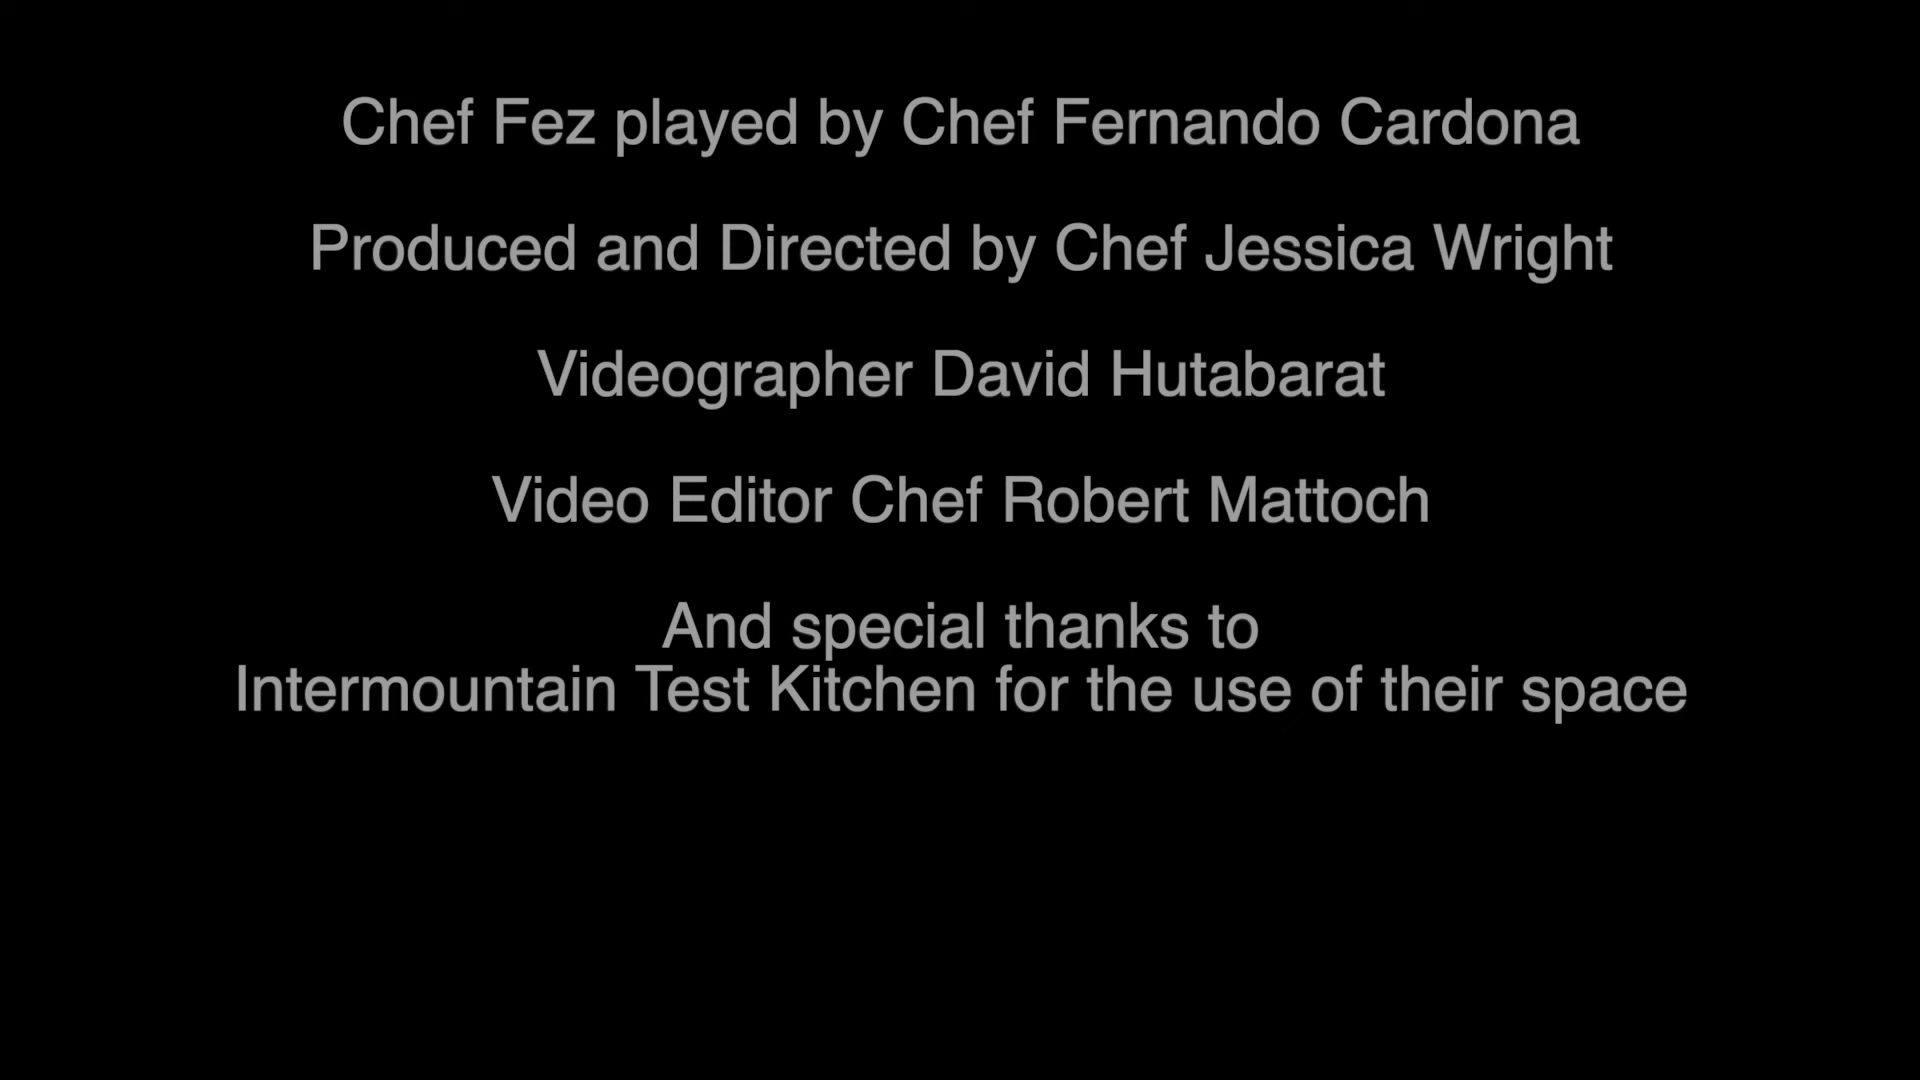 Chef Fez played by Chef Fernando Cardona
Produced and Directed by Chef Jessica Wright
Videographer David Hutabarat
Video Editor Chef Robert Mattoch
And special thanks to
Intermountain Test Kitchen for the use of their space